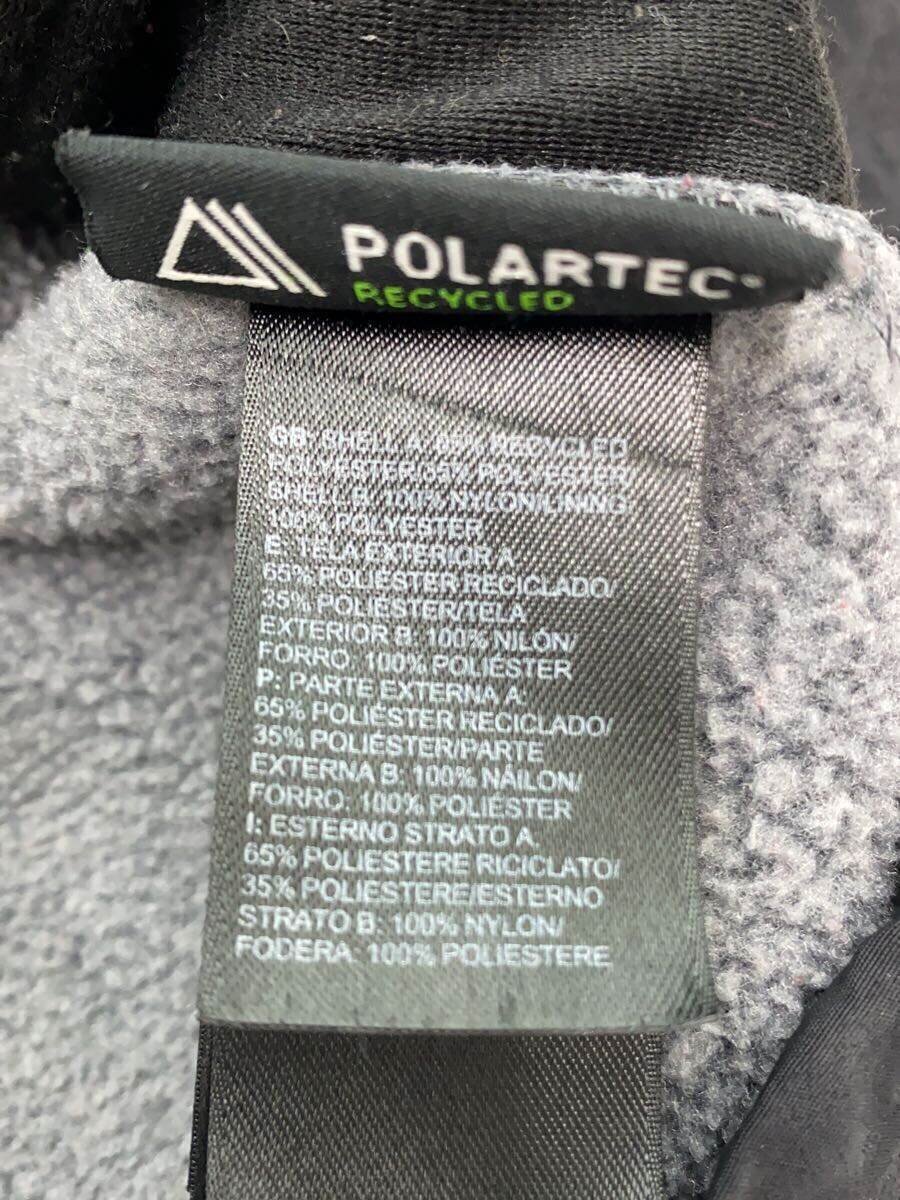 POLARTEC
RECYCLED
GB: SHELL A: 65% RECYCLED
POLYESTER/35% POLYESTER/
SHELL B: 100% NYLON/LINING:
100% POLYESTER
E: TELA EXTERIOR A.
65% POLIÉSTER RECICLADO/
35% POLIÉSTER/TELA
EXTERIOR B: 100% NILÓN/
FORRO: 100% POLIÉSTER
P: PARTE EXTERNA A.
65% POLIÉSTER RECICLADO/
35% POLIÉSTER/PARTE
EXTERNA B: 100% NÁILON/
FORRO: 100% POLIÉSTER
I: ESTERNO STRATO A.
65% POLIESTERE RICICLATO/
35% POLIESTERE/ESTERNO
STRATO B: 100% NYLON/
FODERA: 100% POLIESTERE